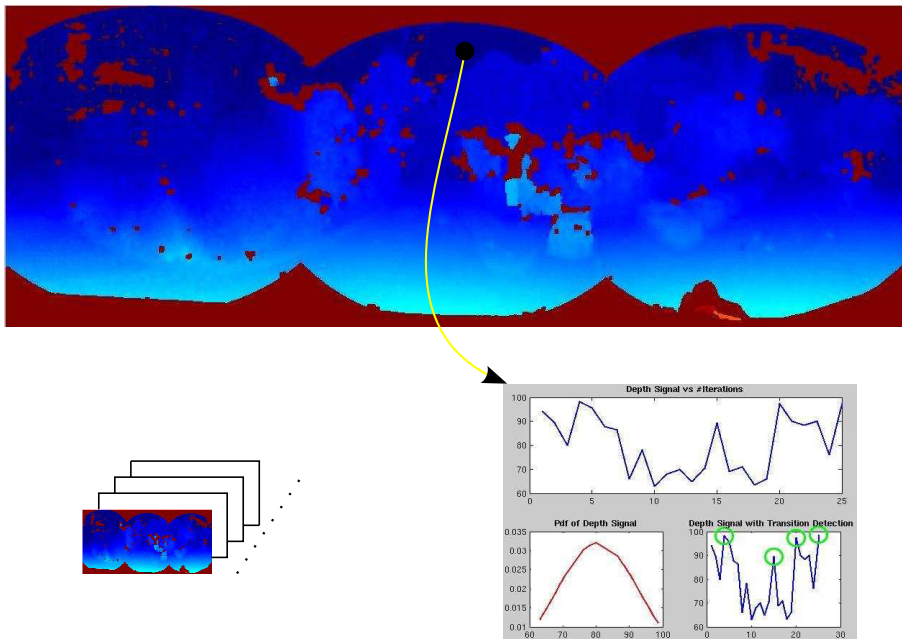 Depth Signal vs #Iterations
100
90
80
70
60
0 5 10 15 20 25
Pdf of Depth Signal
0.035
0.03
0.025
0.02
0.015
0.01
60 70 80 90 100
Depth Signal with Transition Detection
100
90
80
70
60
0 10 20 30